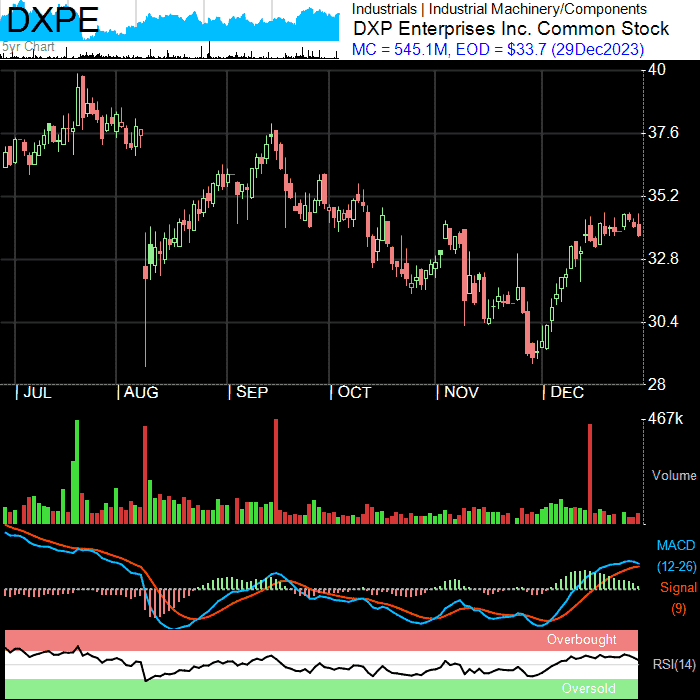 DXPE
5yr Chart
Industrials | Industrial Machinery/Components
DXP Enterprises Inc. Common Stock
MC = 545.1M, EOD = $33.7 (29Dec2023)
40
37.6
35.2
32.8
30.4
28
JUL AUG SEP OCT NOV DEC
467k
Volume
MACD
(12-26)
Signal
(9)
Overbought
RSI(14)
Oversold